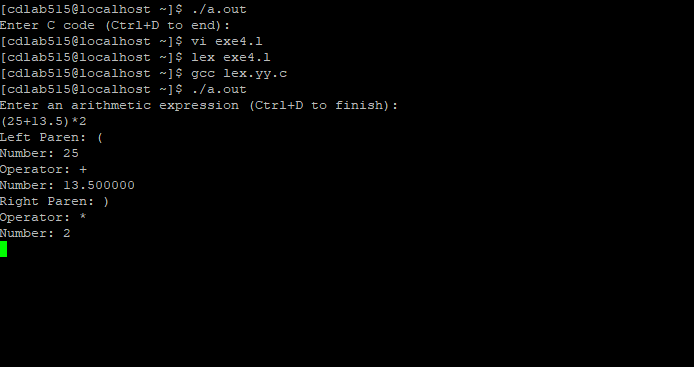 [cdlab515@localhost ~]$ ./a.out
Enter C code (Ctrl+D to end):
[cdlab515@localhost ~]$ vi exe4.l
[cdlab515@localhost ~]$ lex exe4.l
[cdlab515@localhost ~]$ gcc lex.yy.c
[cdlab515@localhost ~]$ ./a.out
Enter an arithmetic expression (Ctrl+D to finish):
(25+13.5)*2
Left Paren: (
Number: 25
Operator: +
Number: 13.500000
Right Paren: )
Operator: *
Number: 2